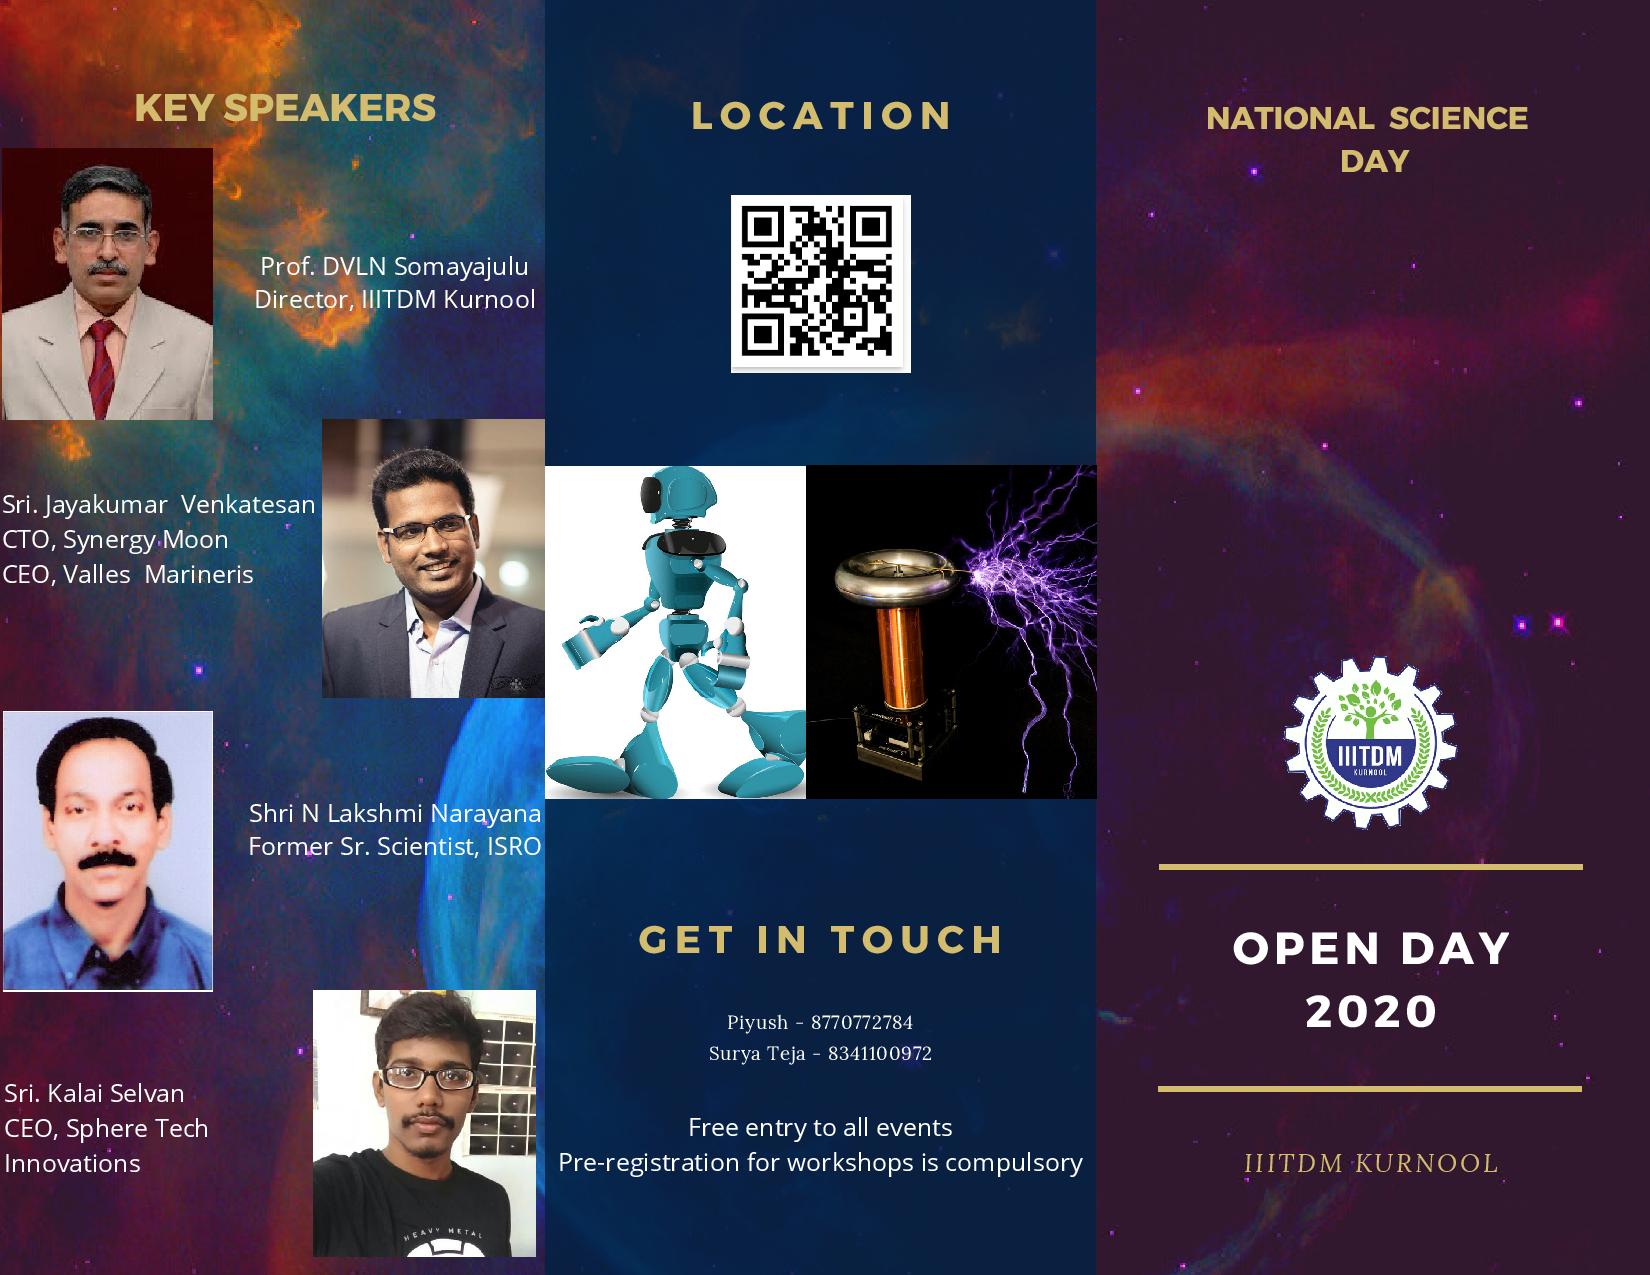 KEY SPEAKERS
Prof. DVLN Somayajulu
Director, IIITDM Kurnool
Sri. Jayakumar Venkatesan
CTO, Synergy Moon
CEO, Valles Marineris
Shri N Lakshmi Narayana
Former Sr. Scientist, ISRO
Sri. Kalai Selvan
CEO, Sphere Tech
Innovations
HEAVY METAL
LOCATION
GET IN TOUCH
Piyush - 8770772784
Surya Teja - 8341100972
Free entry to all events
Pre-registration for workshops is compulsory
NATIONAL SCIENCE
DAY
IIITDM
KURNOOL
OPEN DAY
2020
IIITDM KURNOOL